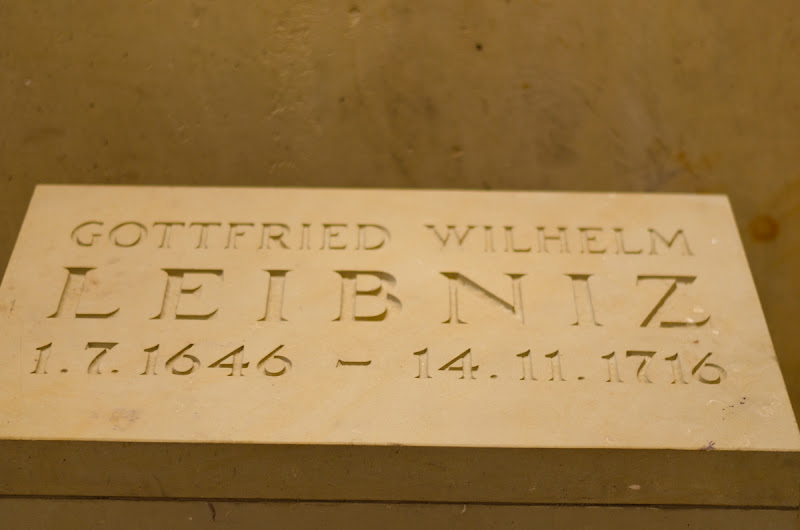 GOTTFRIED WILHELM
LEIBNIZ
1.7.1646 – 14.11.1716